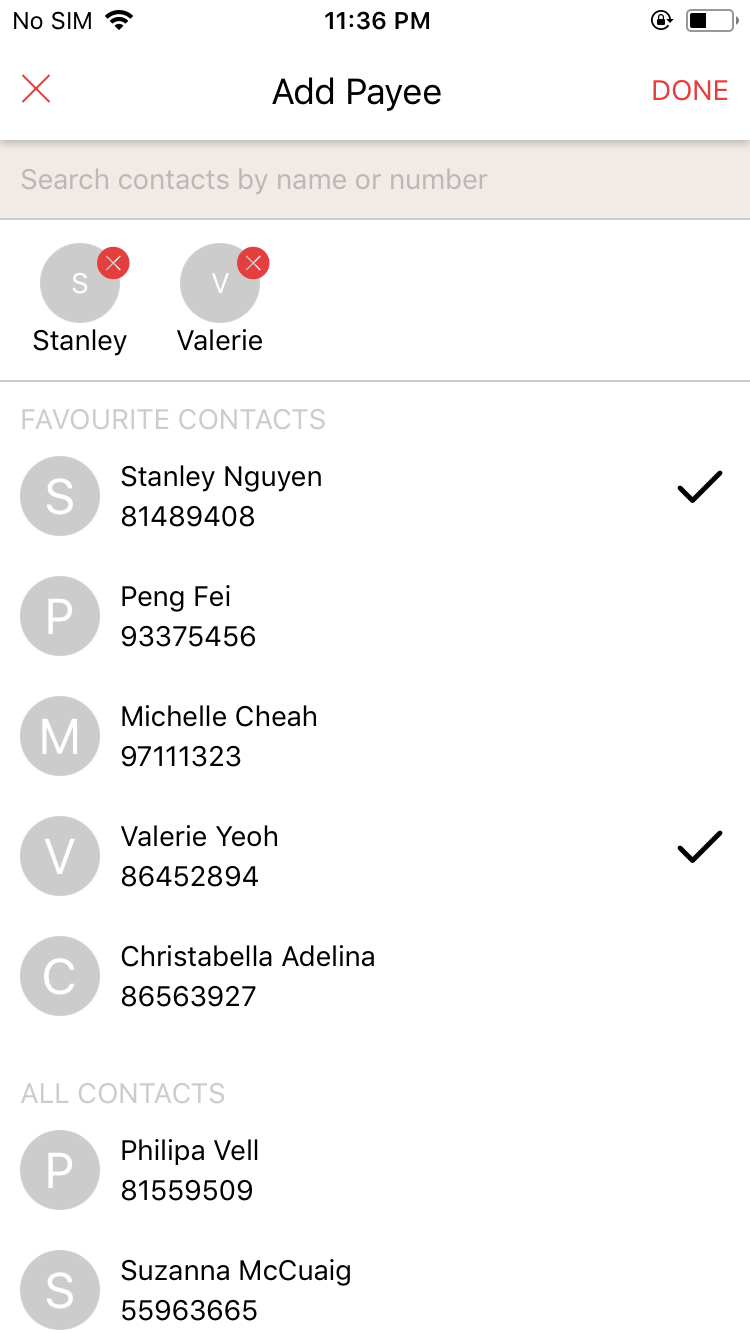 No SIM 11:36 PM
Add Payee DONE
Search contacts by name or number
S V
Stanley Valerie
FAVOURITE CONTACTS
S Stanley Nguyen
81489408
P Peng Fei
93375456
M Michelle Cheah
97111323
V Valerie Yeoh
86452894
C Christabella Adelina
86563927
ALL CONTACTS
P Philipa Vell
81559509
S Suzanna McCuaig
55963665